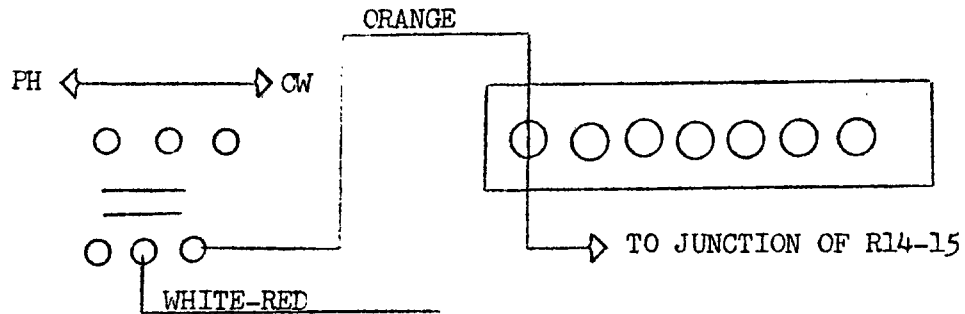 ORANGE
PH CW
TO JUNCTION OF R14-15
WHITE-RED